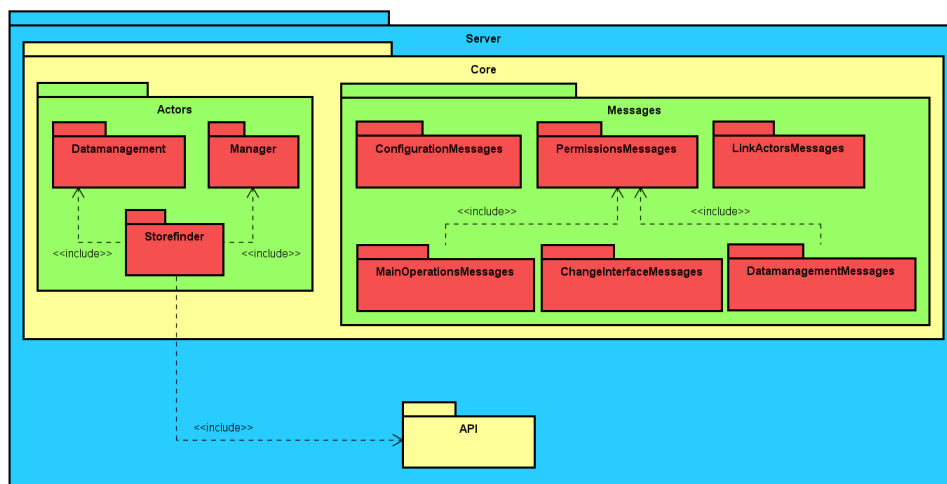 Server
Core
Actors
Messages
Datamanagement
Manager
ConfigurationMessages
PermissionsMessages
LinkActorsMessages
<<include>>
<<include>>
Storefinder
<<include>>
<<include>>
MainOperationsMessages
ChangeInterfaceMessages
DatamanagementMessages
<<include>>
API